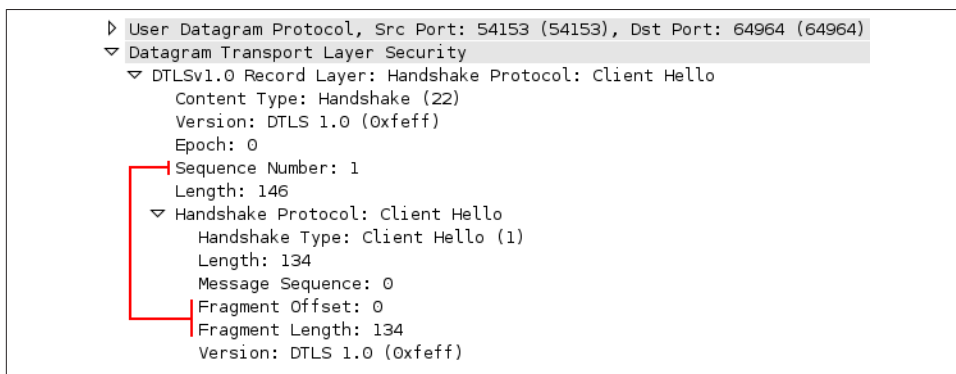 User Datagram Protocol, Src Port: 54153 (54153), Dst Port: 64964 (64964)
Datagram Transport Layer Security
DTLSv1.0 Record Layer: Handshake Protocol: Client Hello
Content Type: Handshake (22)
Version: DTLS 1.0 (0xfeff)
Epoch: 0
Sequence Number: 1
Length: 146
Handshake Protocol: Client Hello
Handshake Type: Client Hello (1)
Length: 134
Message Sequence: 0
Fragment Offset: 0
Fragment Length: 134
Version: DTLS 1.0 (0xfeff)